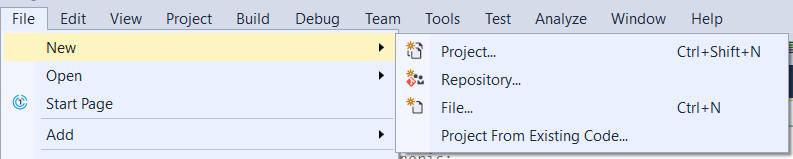 File Edit View Project Build Debug Team Tools Test Analyze Window Help
New
Project... Ctrl+Shift+N
Open
Repository...
Start Page
File... Ctrl+N
Add
Project From Existing Code...